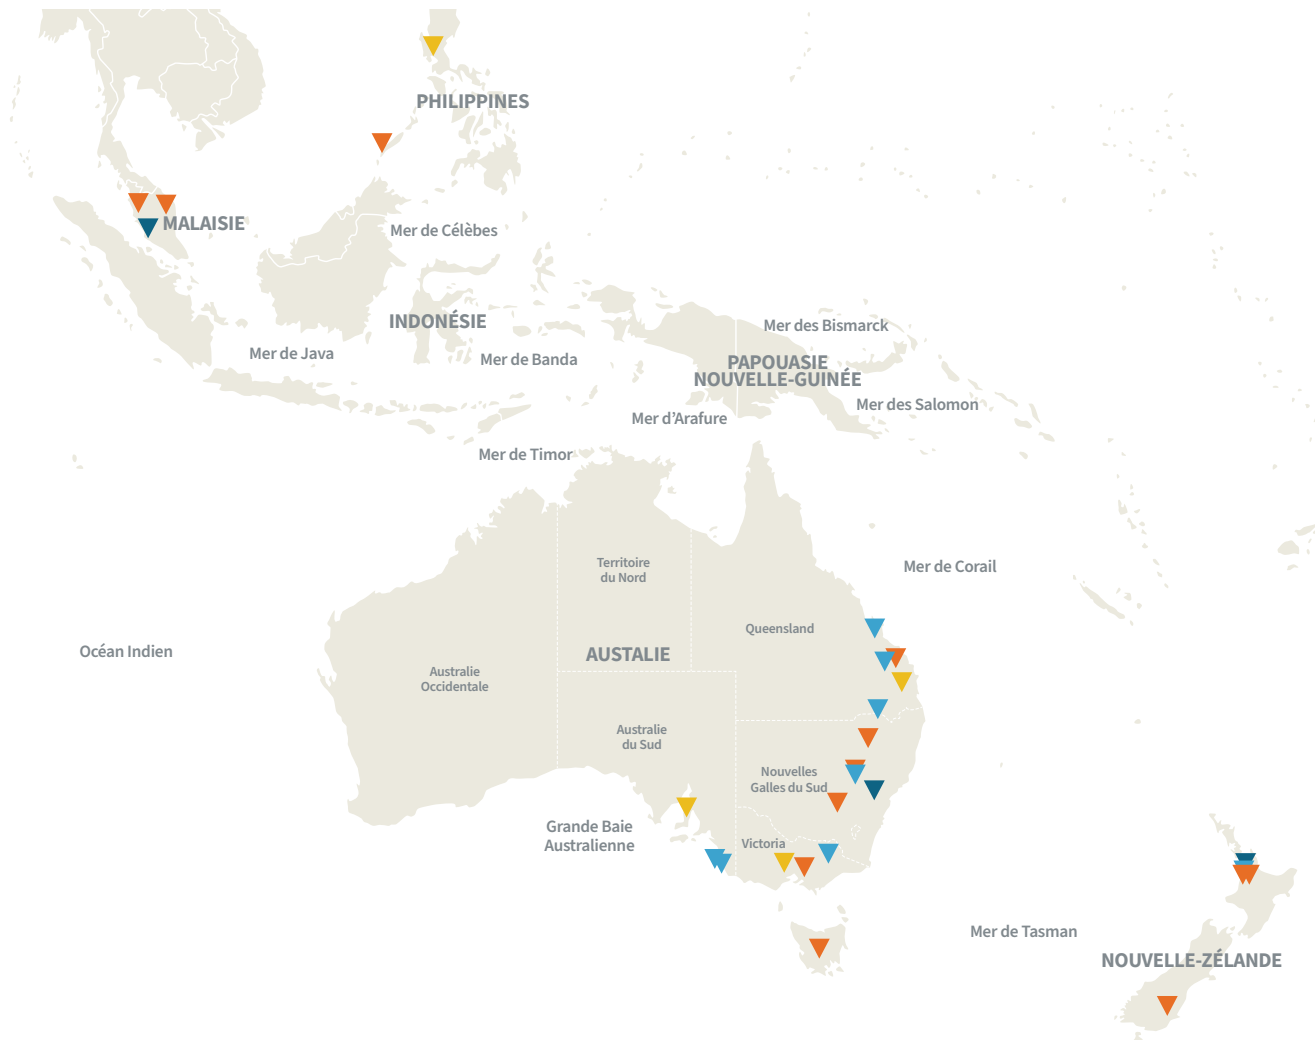 PHILIPPINES
MALAISIE
Mer de Célèbes
INDONÉSIE
Mer des Bismarck
Mer de Java
Mer de Banda
PAPOUASIE
NOUVELLE-GUINÉE
Mer des Salomon
Mer d’Arafure
Mer de Timor
Territoire
du Nord
Mer de Corail
Queensland
Océan Indien
AUSTALIE
Australie
Occidentale
Australie
du Sud
Nouvelles
Galles du Sud
Grande Baie
Australienne
Victoria
Mer de Tasman
NOUVELLE-ZÉLANDE